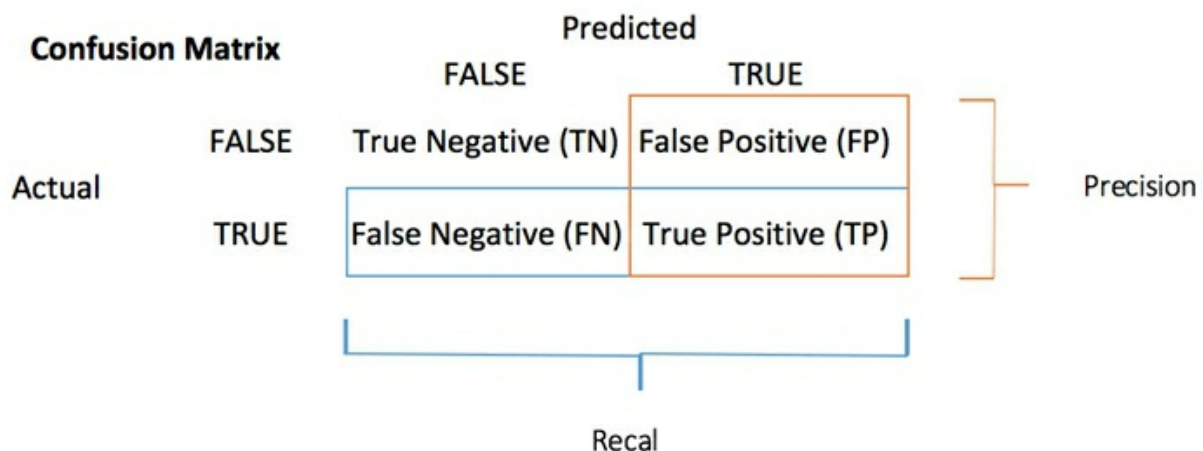 Confusion Matrix
Predicted
FALSE TRUE
FALSE True Negative (TN) False Positive (FP)
Actual
Precision
TRUE False Negative (FN) True Positive (TP)
Recal